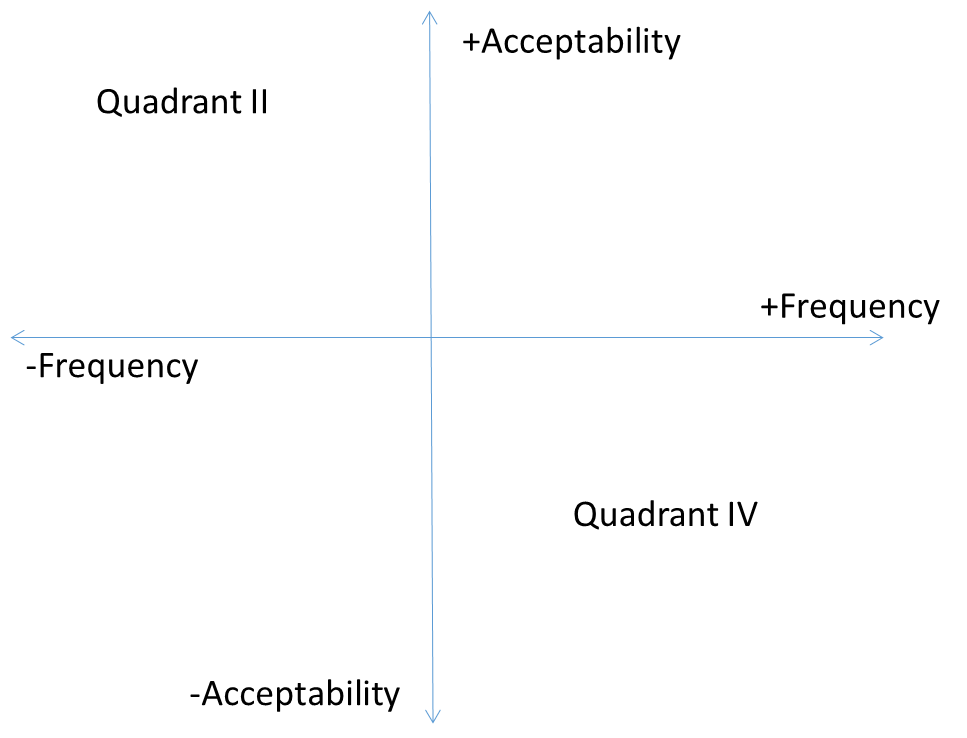 +Acceptability
Quadrant II
+Frequency
-Frequency
Quadrant IV
-Acceptability